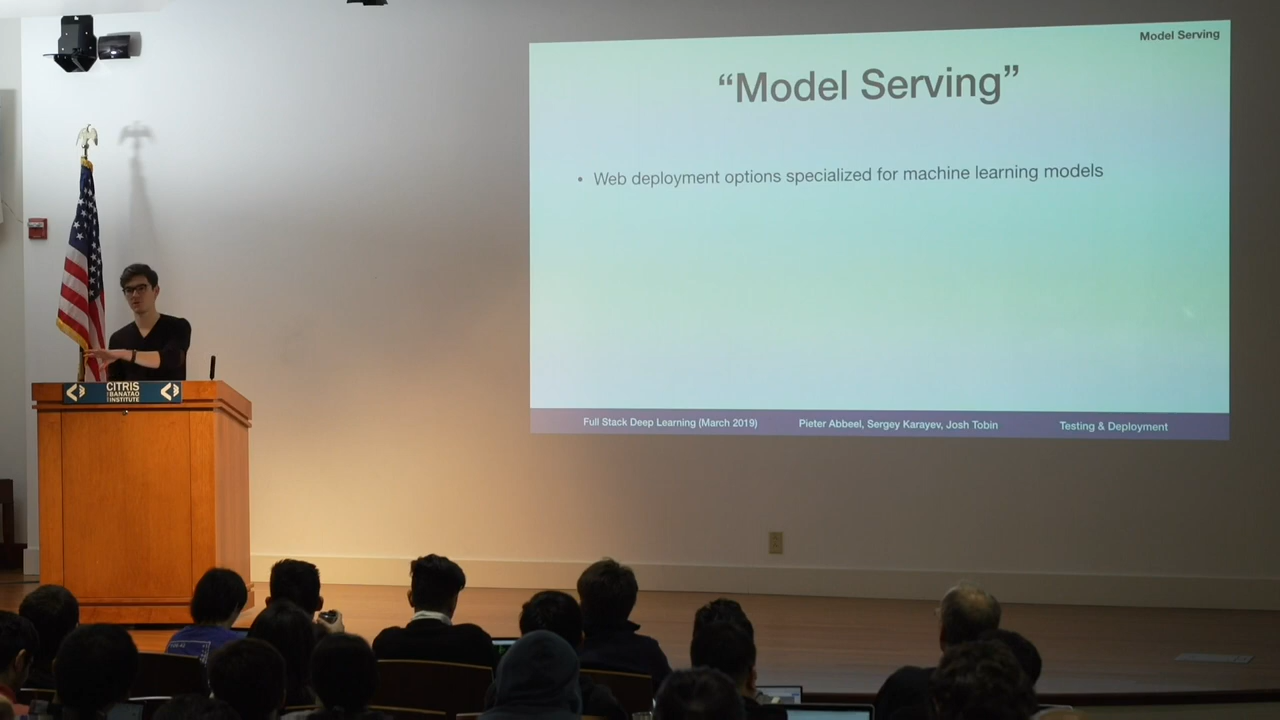 Model Serving
“Model Serving”
• Web deployment options specialized for machine learning models
Full Stack Deep Learning (March 2019) Pieter Abbeel, Sergey Karayev, Josh Tobin Testing & Deployment
CITRIS
BANATAO
INSTITUTE